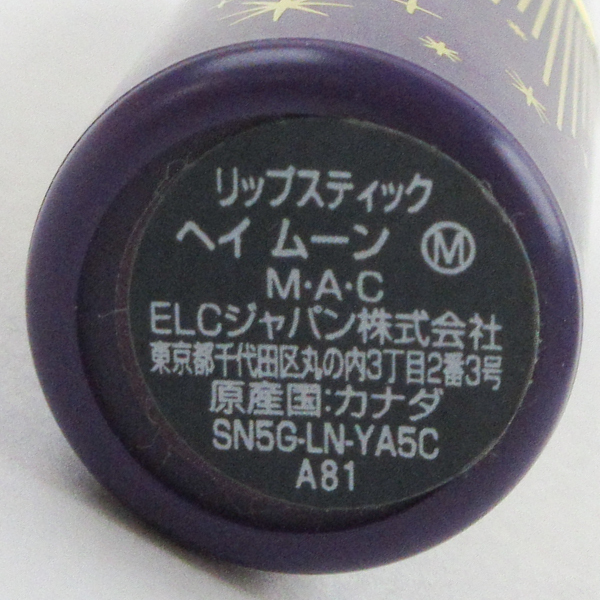 リップスティック
ヘイ ムーン Ⓜ
M・A・C
ELCジャパン株式会社
東京都千代田区丸の内3丁目2番3号
原産国:カナダ
SN5G-LN-YA5C
A81